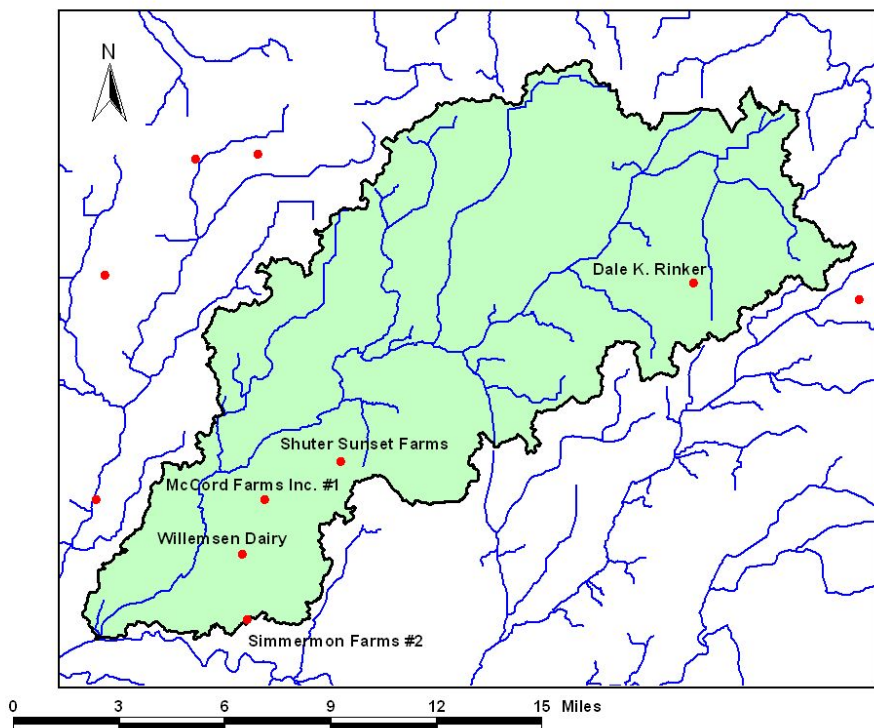 N
Dale K. Rinker
Shuter Sunset Farms
McCord Farms Inc. #1
Willemsen Dairy
Simmermon Farms #2
0 3 6 9 12 15 Miles